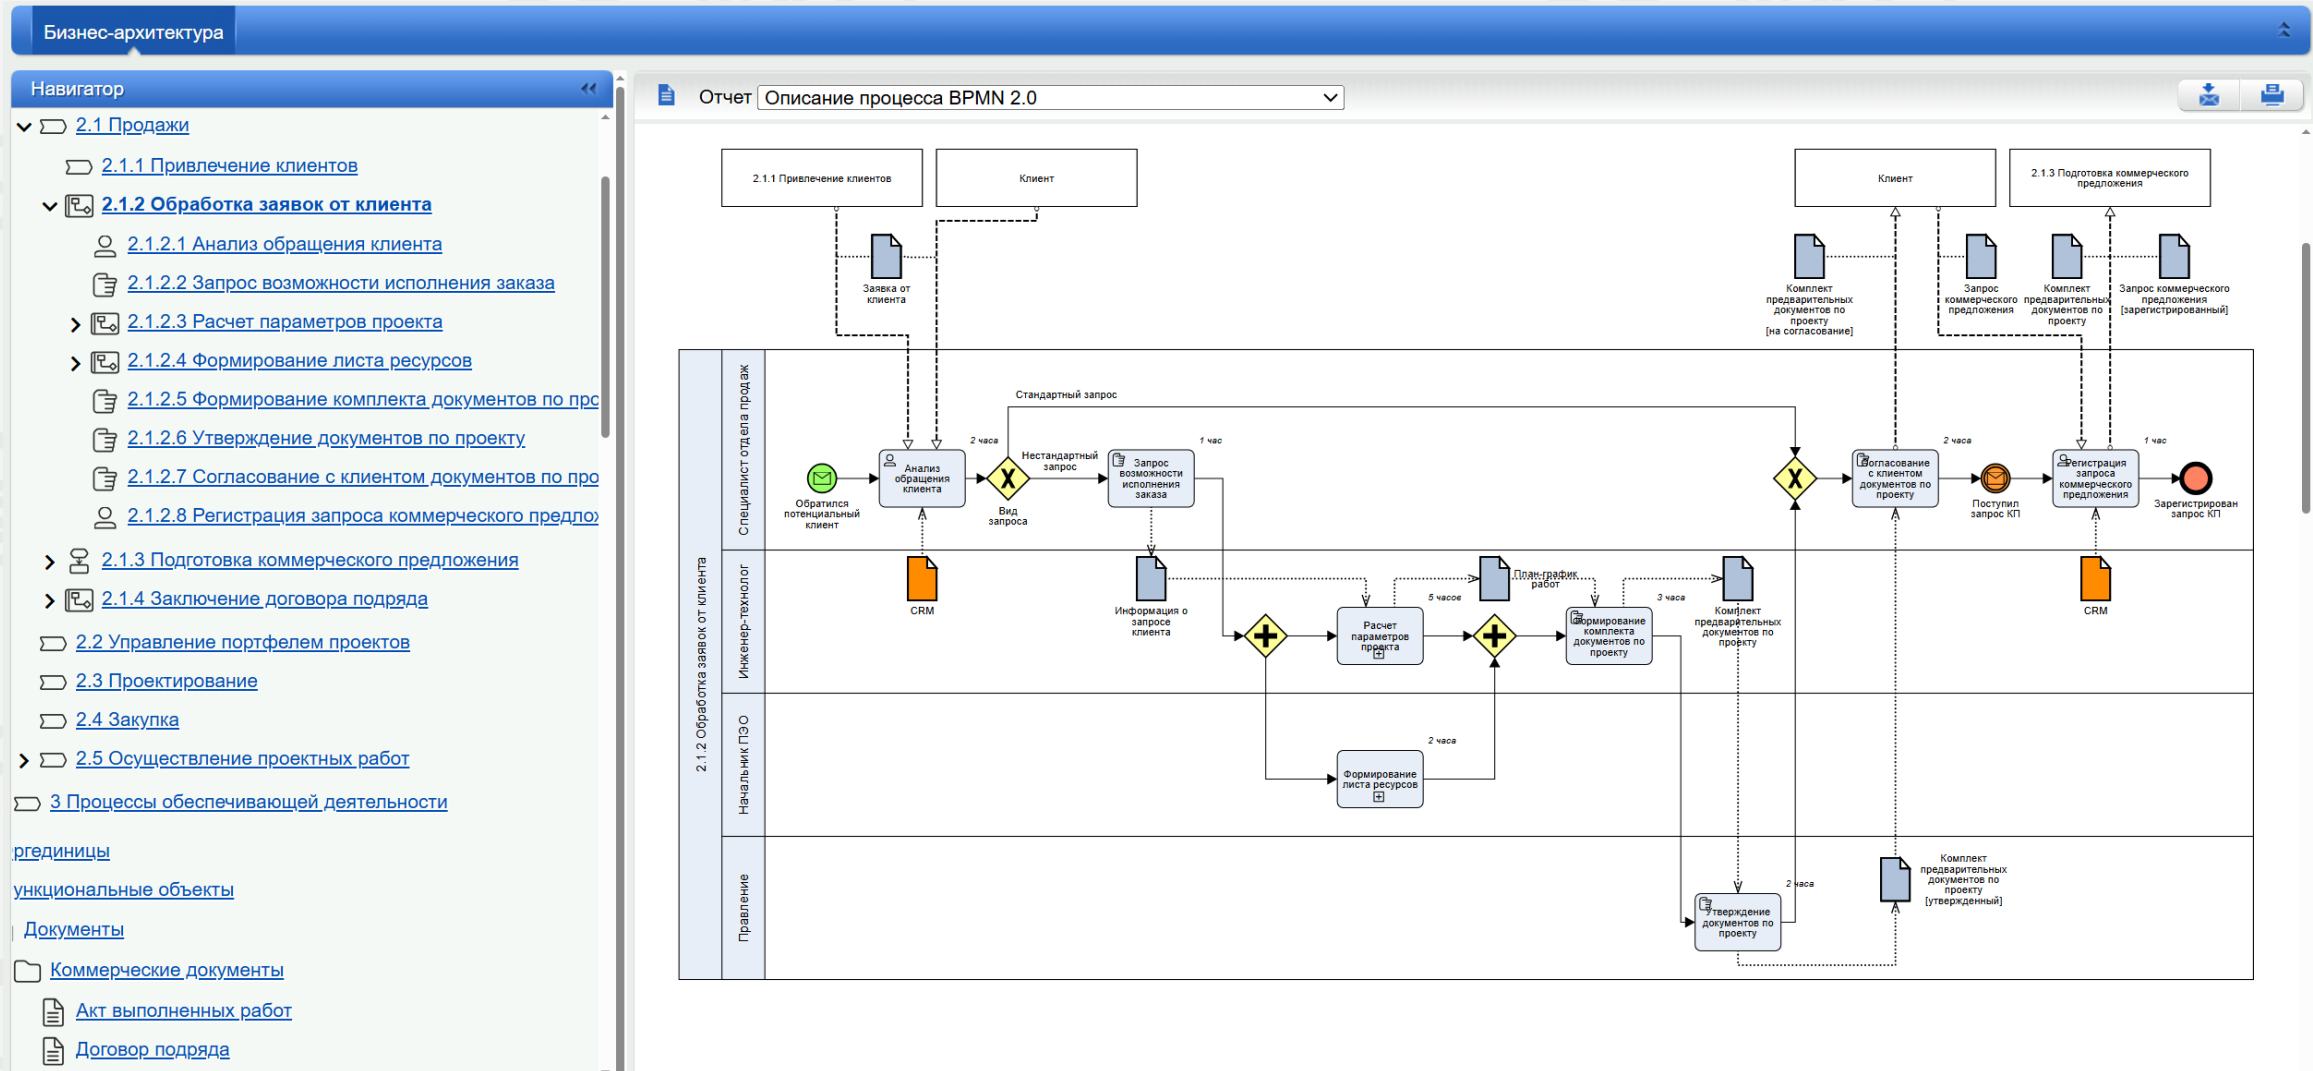 Бизнес-архитектура
Навигатор
2.1 Продажи
2.1.1 Привлечение клиентов
2.1.2 Обработка заявок от клиента
2.1.2.1 Анализ обращения клиента
2.1.2.2 Запрос возможности исполнения заказа
2.1.2.3 Расчет параметров проекта
2.1.2.4 Формирование листа ресурсов
2.1.2.5 Формирование комплекта документов по про
2.1.2.6 Утверждение документов по проекту
2.1.2.7 Согласование с клиентом документов по про
2.1.2.8 Регистрация запроса коммерческого предлож
2.1.3 Подготовка коммерческого предложения
2.1.4 Заключение договора подряда
2.2 Управление портфелем проектов
2.3 Проектирование
2.4 Закупка
2.5 Осуществление проектных работ
3 Процессы обеспечивающей деятельности
ргединицы
ункциональные объекты
Документы
Коммерческие документы
Акт выполненных работ
Договор подряда
Отчет
Описание процесса BPMN 2.0
2.1.1 Привлечение клиентов
Клиент
Клиент
2.1.3 Подготовка коммерческого
предложения
Заявка от
клиента
Комплект
предварительных
документов по
проекту
[на согласование]
Запрос
коммерческого
предложения
Комплект
предварительных
документов по
проекту
Запрос коммерческого
предложения
[зарегистрированный]
2.1.2 Обработка заявок от клиента
Специалист отдела продаж
Стандартный запрос
Обратился
потенциальный
клиент
Анализ
обращения
клиента
2 часа
X
Вид
запроса
Нестандартный
запрос
Запрос
возможности
исполнения
заказа
1 час
X
Согласование
с клиентом
документов по
проекту
2 часа
Поступил
запрос КП
Регистрация
запроса
коммерческого
предложения
1 час
Зарегистрирован
запрос КП
Инженер-технолог
CRM
Информация о
запросе
клиента
Расчет
параметров
проекта
5 часов
План-график
работ
Формирование
комплекта
документов по
проекту
3 часа
Комплект
предварительных
документов по
проекту
CRM
Начальник ПЭО
Формирование
листа ресурсов
2 часа
Правление
Утверждение
документов по
проекту
2 часа
Комплект
предварительных
документов по
проекту
[утвержденный]